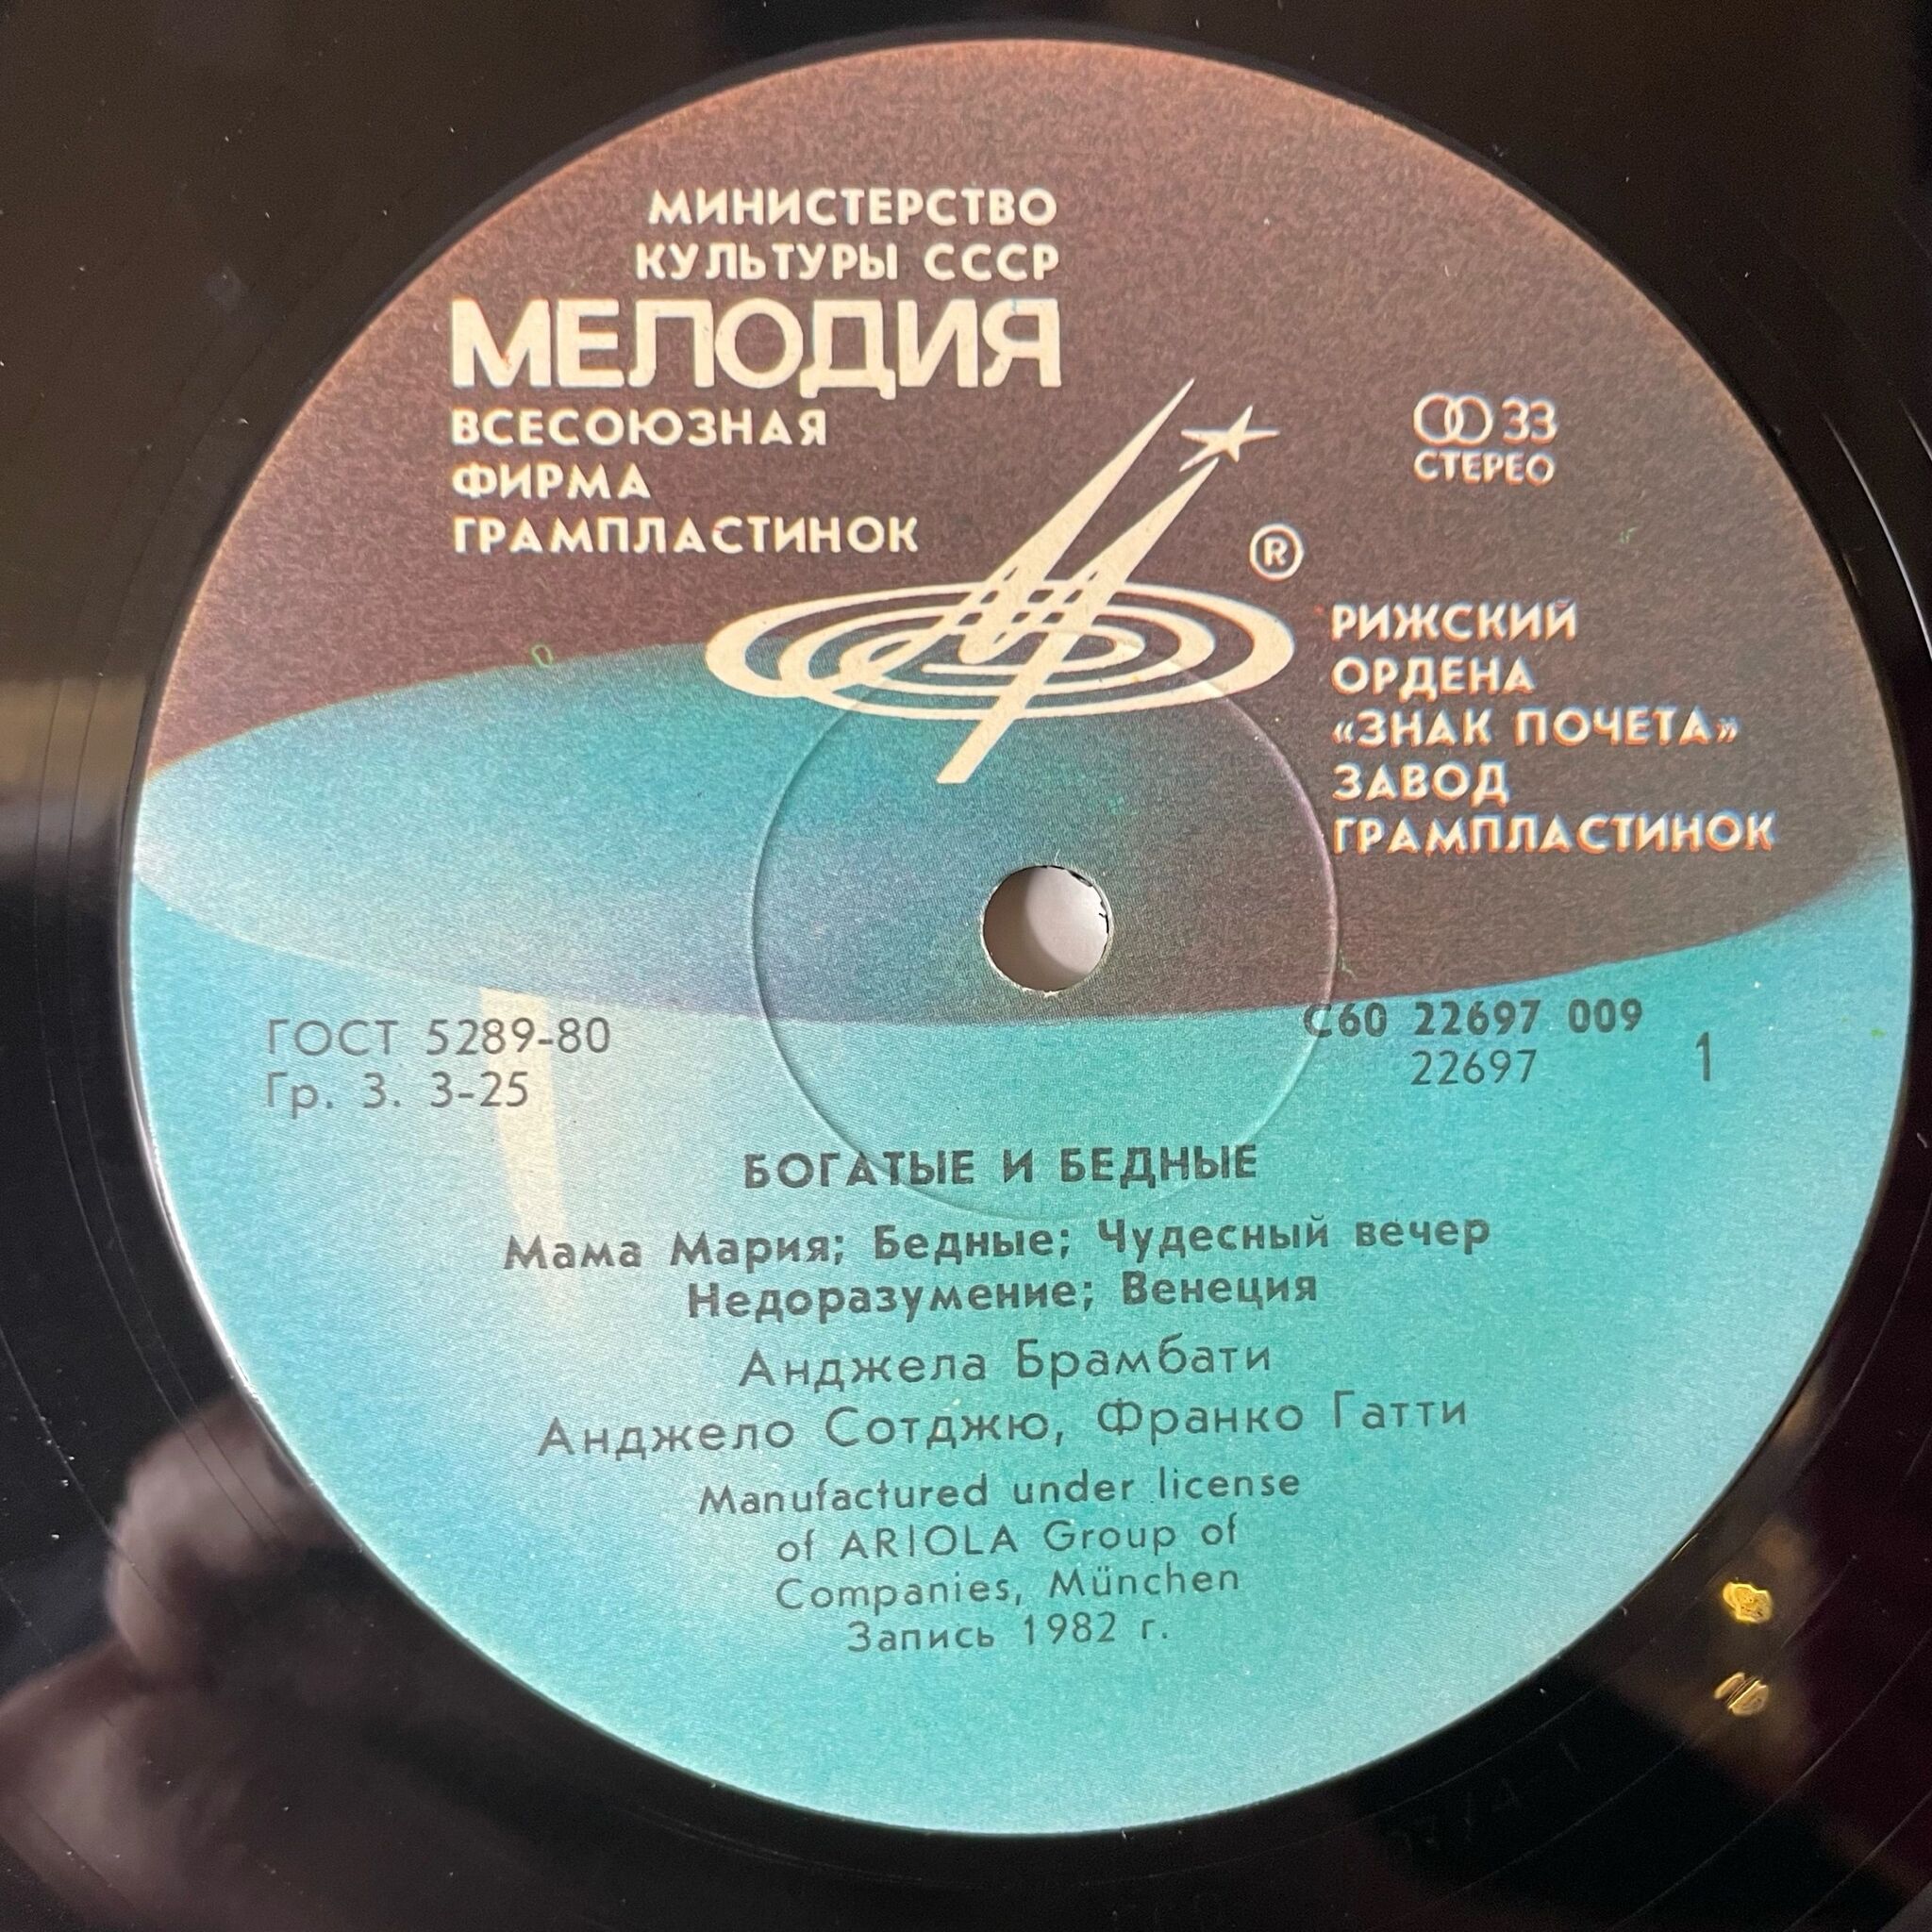 МИНИСТЕРСТВО
КУЛЬТУРЫ СССР
МЕЛОДИЯ
ВСЕСОЮЗНАЯ
ФИРМА
ГРАМПЛАСТИНОК
33
СТЕРЕО
®
РИЖСКИЙ
ОРДЕНА
«ЗНАК ПОЧЕТА»
ЗАВОД
ГРАМПЛАСТИНОК
ГОСТ 5289-80
Гр. 3. 3-25
С60 22697 009
22697
1
БОГАТЫЕ И БЕДНЫЕ
Мама Мария; Бедные; Чудесный вечер
Недоразумение; Венеция
Анджела Брамбати
Анджело Сотджю, Франко Гатти
Manufactured under license
of ARIOLA Group of
Companies, München
Запись 1982 г.